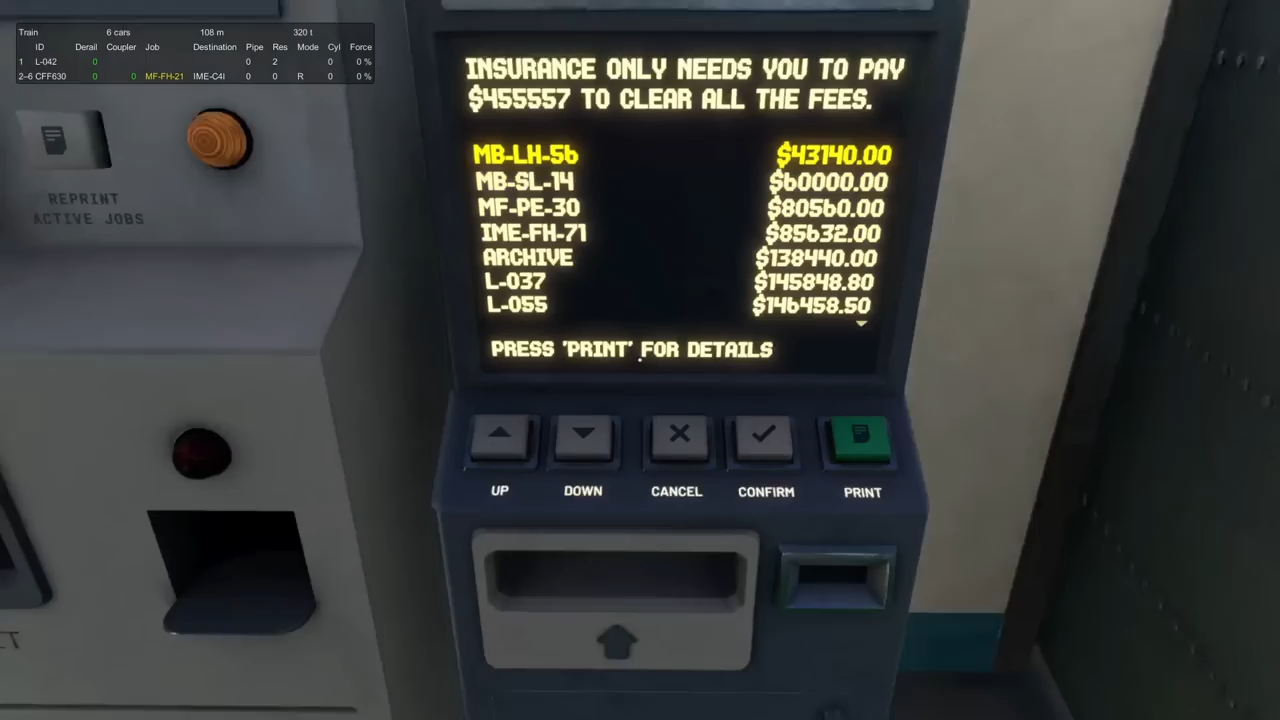 Train 6 cars 108 m 320 t
ID Derail Coupler Job Destination Pipe Res Mode Cyl Force
1 L-042 0 0 2 0 0 %
2–6 CFF630 0 0 MF-FH-21 IME-C4I 0 0 R 0 0 %
REPRINT
ACTIVE JOBS
INSURANCE ONLY NEEDS YOU TO PAY
$455557 TO CLEAR ALL THE FEES.
MB-LH-56 $43140.00
MB-SL-14 $60000.00
MF-PE-30 $80560.00
IME-FH-71 $85632.00
ARCHIVE $138440.00
L-037 $145848.80
L-055 $146458.50
PRESS 'PRINT' FOR DETAILS
UP DOWN CANCEL CONFIRM PRINT